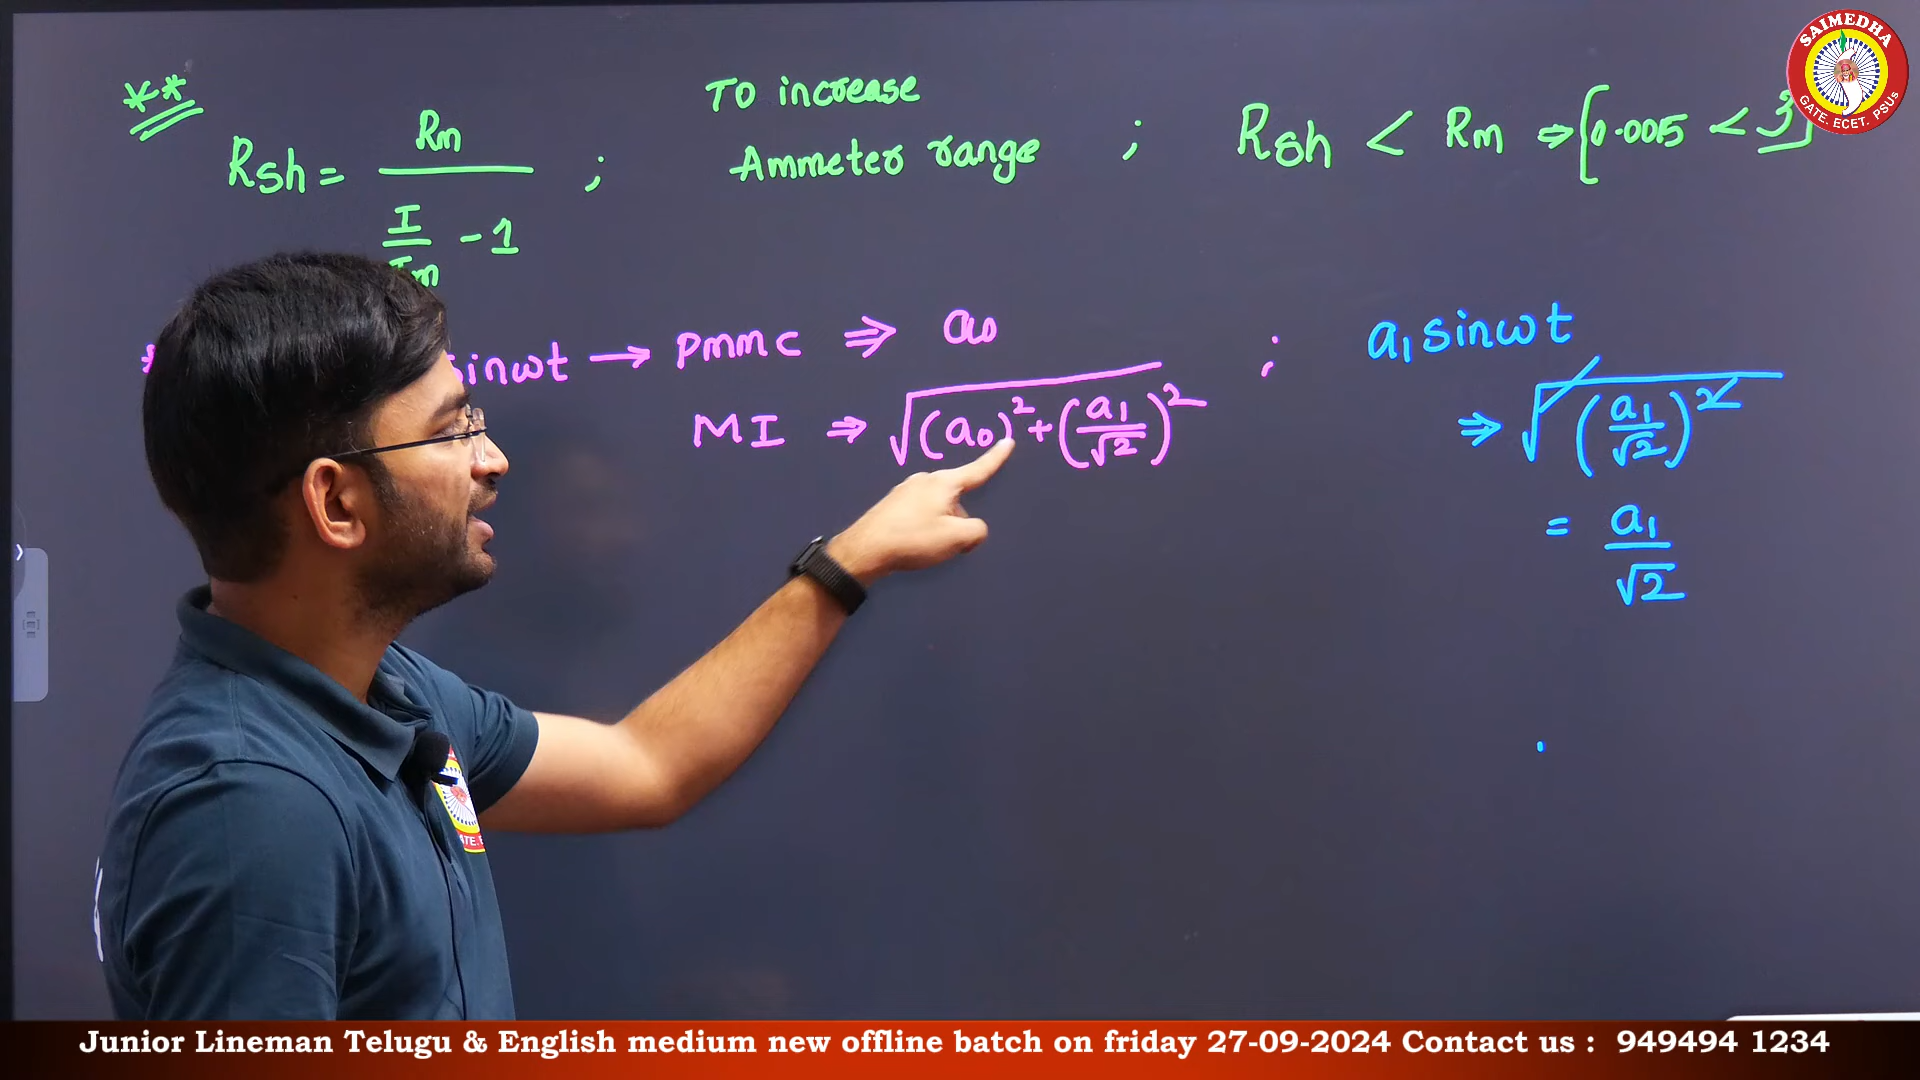 **
Rsh = Rm / (I/Im - 1) ;
To increase
Ammeter range ;
Rsh < Rm ⇒ [0.0015 < 3]
sinωt → PMMC ⇒ a₀ ;
MI ⇒ √((a₀)² + (a₁/√2)²)
a₁ sinωt
⇒ √((a₁/√2)²)
= a₁/√2
SAIMEDHA
GATE. ECET. PSUs
Junior Lineman Telugu & English medium new offline batch on friday 27-09-2024 Contact us : 949494 1234